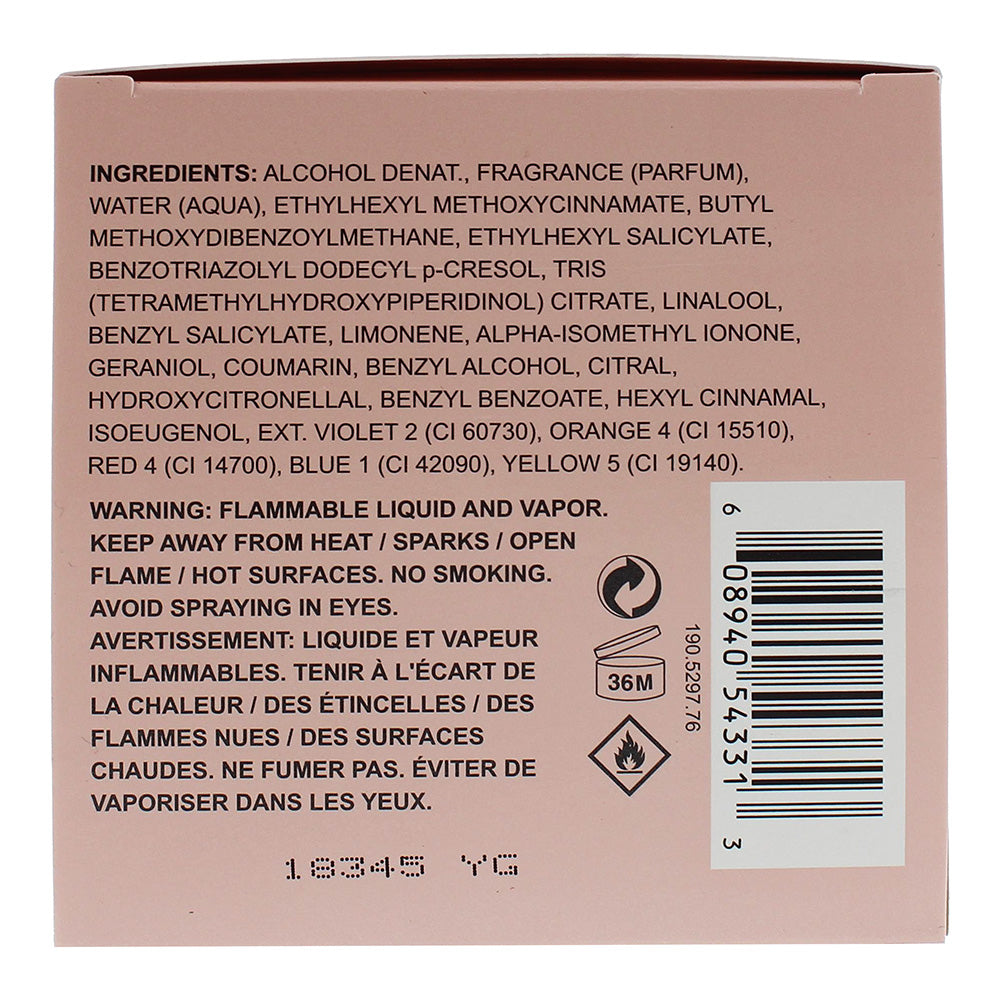 INGREDIENTS: ALCOHOL DENAT., FRAGRANCE (PARFUM),
WATER (AQUA), ETHYLHEXYL METHOXYCINNAMATE, BUTYL
METHOXYDIBENZOYLMETHANE, ETHYLHEXYL SALICYLATE,
BENZOTRIAZOLYL DODECYL p-CRESOL, TRIS
(TETRAMETHYLHYDROXYPIPERIDINOL) CITRATE, LINALOOL,
BENZYL SALICYLATE, LIMONENE, ALPHA-ISOMETHYL IONONE,
GERANIOL, COUMARIN, BENZYL ALCOHOL, CITRAL,
HYDROXYCITRONELLAL, BENZYL BENZOATE, HEXYL CINNAMAL,
ISOEUGENOL, EXT. VIOLET 2 (CI 60730), ORANGE 4 (CI 15510),
RED 4 (CI 14700), BLUE 1 (CI 42090), YELLOW 5 (CI 19140).
WARNING: FLAMMABLE LIQUID AND VAPOR.
KEEP AWAY FROM HEAT / SPARKS / OPEN
FLAME / HOT SURFACES. NO SMOKING.
AVOID SPRAYING IN EYES.
AVERTISSEMENT: LIQUIDE ET VAPEUR
INFLAMMABLES. TENIR À L'ÉCART DE
LA CHALEUR / DES ÉTINCELLES / DES
FLAMMES NUES / DES SURFACES
CHAUDES. NE FUMER PAS. ÉVITER DE
VAPORISER DANS LES YEUX.
36M
190.5297.76
6 08940 54331 3
18345 YG